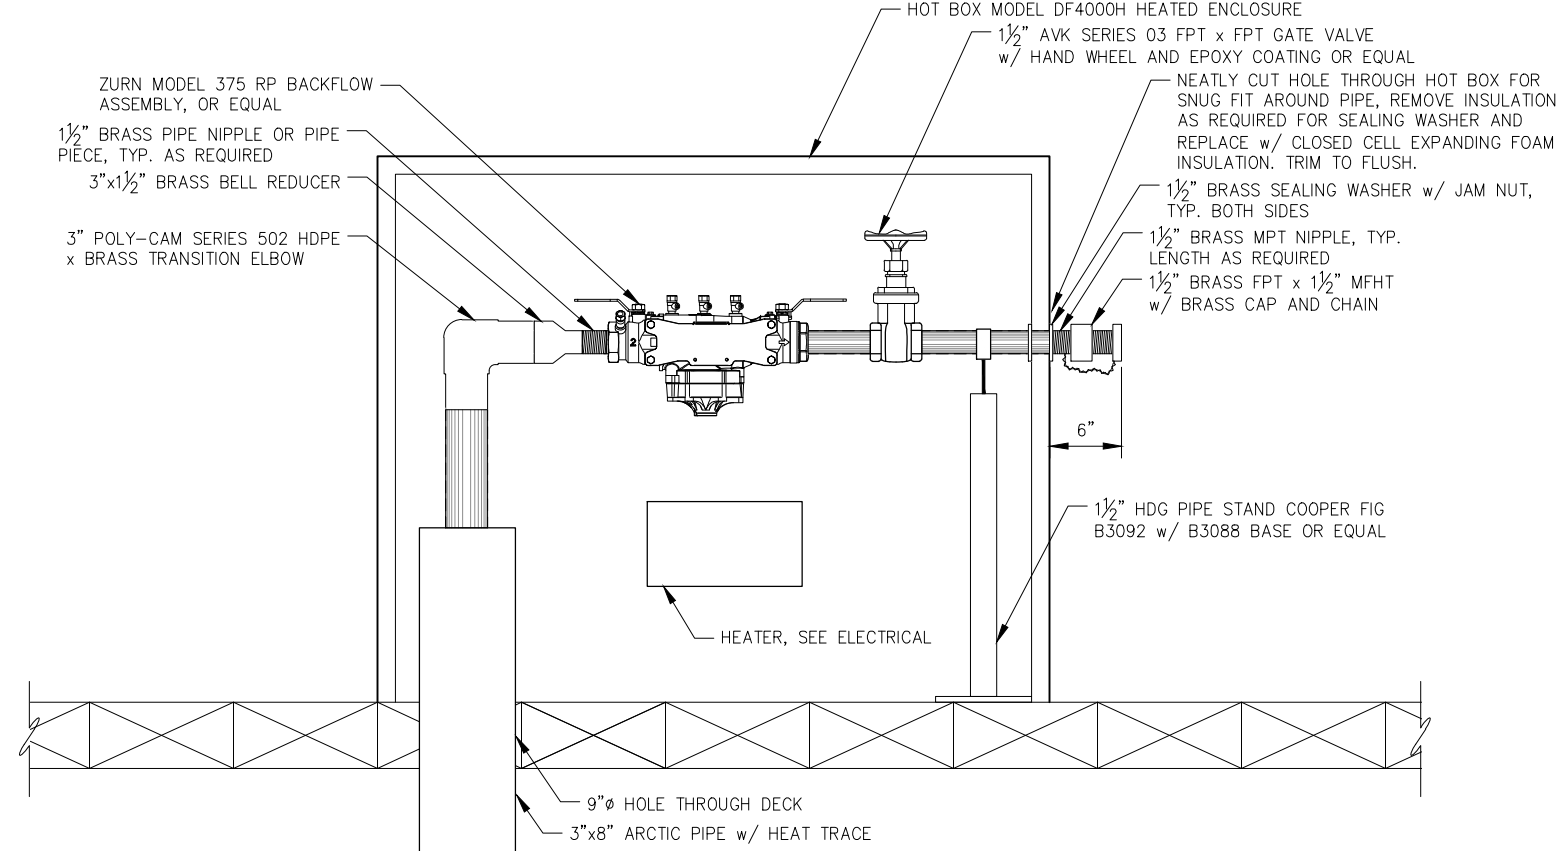 HOT BOX MODEL DF4000H HEATED ENCLOSURE
1½" AVK SERIES 03 FPT x FPT GATE VALVE
w/ HAND WHEEL AND EPOXY COATING OR EQUAL
NEATLY CUT HOLE THROUGH HOT BOX FOR
SNUG FIT AROUND PIPE, REMOVE INSULATION
AS REQUIRED FOR SEALING WASHER AND
REPLACE w/ CLOSED CELL EXPANDING FOAM
INSULATION. TRIM TO FLUSH.
1½" BRASS SEALING WASHER w/ JAM NUT,
TYP. BOTH SIDES
1½" BRASS MPT NIPPLE, TYP.
LENGTH AS REQUIRED
1½" BRASS FPT x 1½" MFHT
w/ BRASS CAP AND CHAIN
ZURN MODEL 375 RP BACKFLOW
ASSEMBLY, OR EQUAL
1½" BRASS PIPE NIPPLE OR PIPE
PIECE, TYP. AS REQUIRED
3"x1½" BRASS BELL REDUCER
3" POLY-CAM SERIES 502 HDPE
x BRASS TRANSITION ELBOW
2
6"
1½" HDG PIPE STAND COOPER FIG
B3092 w/ B3088 BASE OR EQUAL
HEATER, SEE ELECTRICAL
9"ø HOLE THROUGH DECK
3"x8" ARCTIC PIPE w/ HEAT TRACE